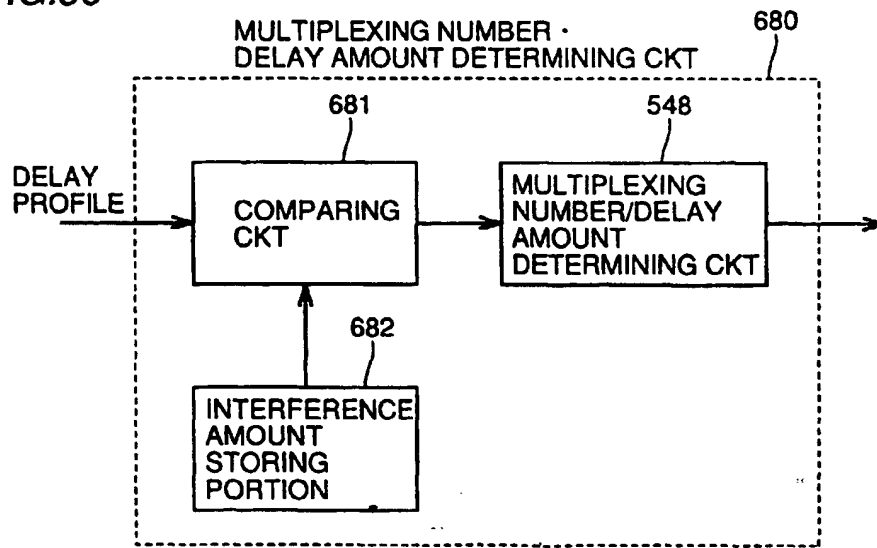 MULTIPLEXING NUMBER ·
DELAY AMOUNT DETERMINING CKT
680
681
548
DELAY
PROFILE
COMPARING
CKT
MULTIPLEXING
NUMBER/DELAY
AMOUNT
DETERMINING CKT
682
INTERFERENCE
AMOUNT
STORING
PORTION